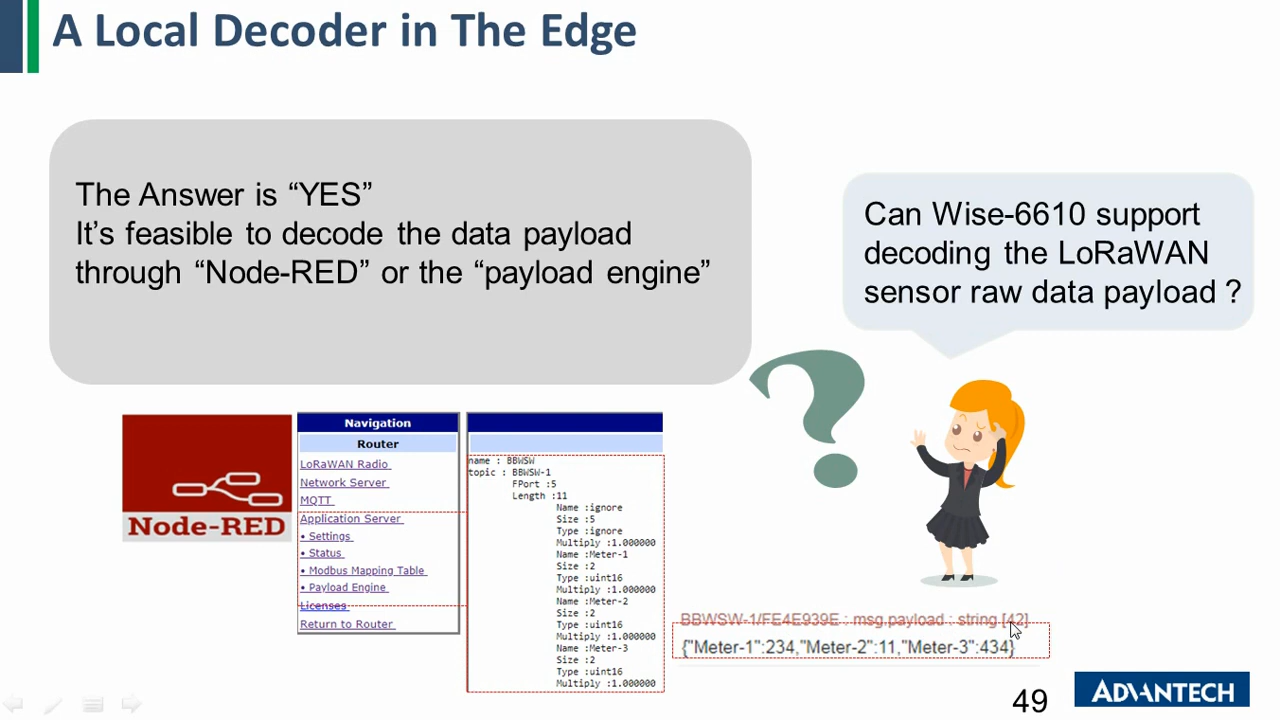 A Local Decoder in The Edge
The Answer is “YES”
It’s feasible to decode the data payload
through “Node-RED” or the “payload engine”
Can Wise-6610 support
decoding the LoRaWAN
sensor raw data payload ?
Node-RED
Navigation
Router
LoRaWAN Radio
Network Server
MQTT
Application Server
• Settings
• Status
• Modbus Mapping Table
• Payload Engine
Licenses
Return to Router
name : BBWSW
topic : BBWSW-1
FPort :5
Length :11
Name :ignore
Size :5
Type :ignore
Multiply :1.000000
Name :Meter-1
Size :2
Type :uint16
Multiply :1.000000
Name :Meter-2
Size :2
Type :uint16
Multiply :1.000000
Name :Meter-3
Size :2
Type :uint16
Multiply :1.000000
BBWSW-1/FE4E939E : msg.payload : string [42]
{"Meter-1":234,"Meter-2":11,"Meter-3":434}
49
ADVANTECH